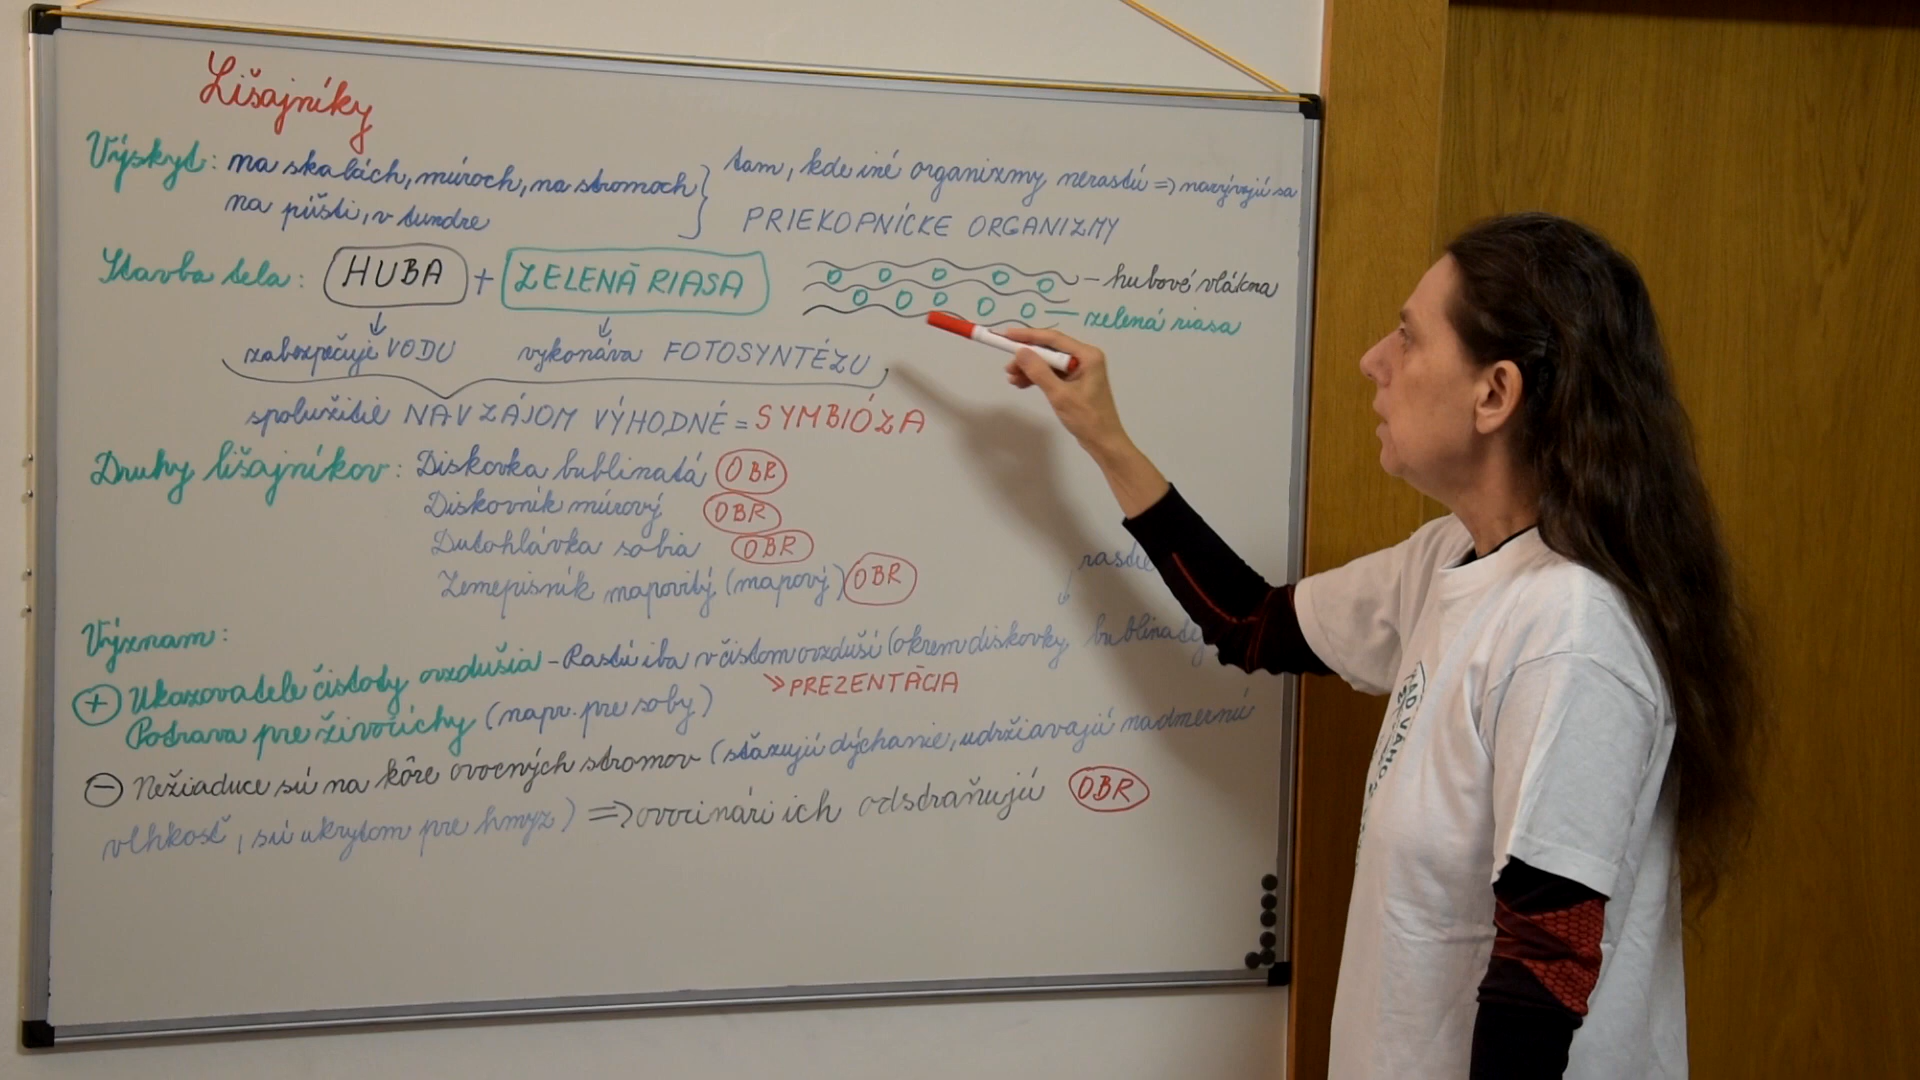 Lišajníky
Výskyt: na skalách, múroch, na stromoch
na púšti, v tundre
tam, kde iné organizmy nerastú => nazývajú sa
PRIEKOPNÍCKE ORGANIZMY
Stavba tela: HUBA + ZELENÁ RIASA
– hubové vlákna
zelená riasa
zabezpečuje VODU vykonáva FOTOSYNTÉZU
spolužitie NAVZÁJOM VÝHODNÉ = SYMBIÓZA
Druhy lišajníkov: Diskovka bublinatá OBR
Diskovník múrový OBR
Dutohlávka sobia OBR
Zemepisník mapovitý (mapový) OBR
Význam:
+ Ukazovatele čistoty ovzdušia – Rastú iba v čistom ovzduší (okrem diskovky
PREZENTÁCIA
Potrava pre živočíchy (napr. pre soby)
– Nežiaduce sú na kôre ovocných stromov (sťazujú dýchanie, udržiavajú nadmernú
vlhkosť, sú úkrytom pre hmyz) => ovocinári ich odstraňujú OBR